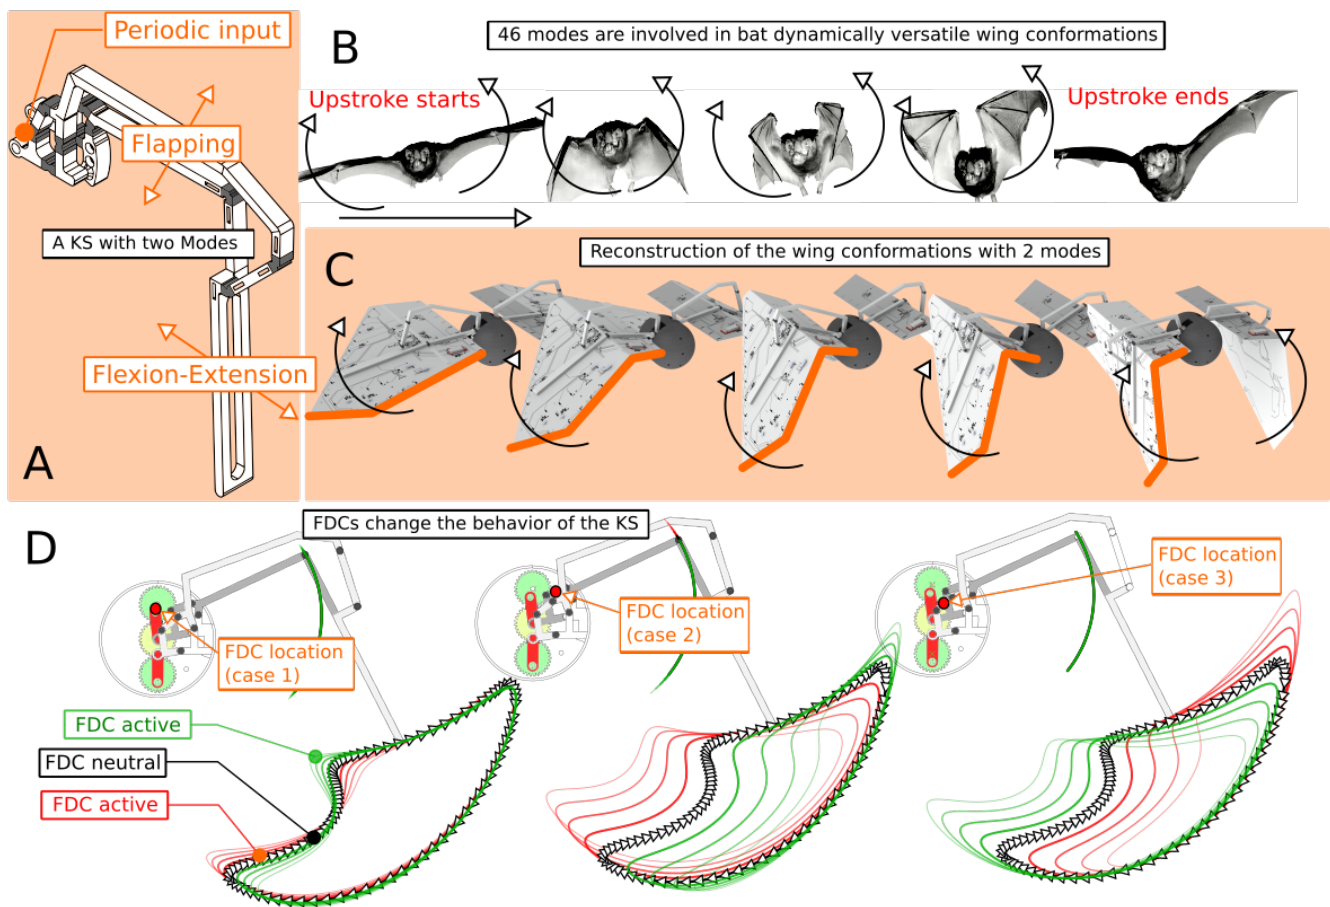 Periodic input
Flapping
A KS with two Modes
Flexion-Extension
A
B
46 modes are involved in bat dynamically versatile wing conformations
Upstroke starts
Upstroke ends
C
Reconstruction of the wing conformations with 2 modes
D
FDCs change the behavior of the KS
FDC location
(case 1)
FDC location
(case 2)
FDC location
(case 3)
FDC active
FDC neutral
FDC active